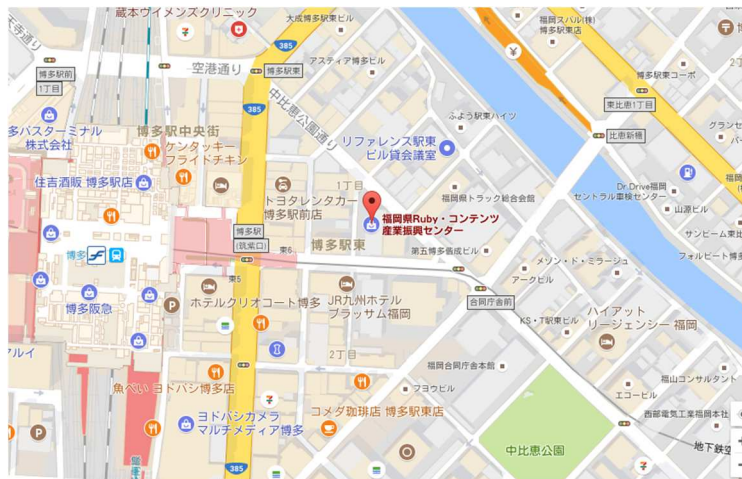 蔵本ウイメンズクリニック
大成博多駅東ビル
385
福岡スバル(株)
博多駅東店
空港通り
博多駅東
アスティア博多ビル
博多駅前
1丁目
385
中比恵公園通り
博多駅東コーポ
東比恵1丁目
ふよう駅東ハイツ
多バスターミナル
株式会社
博多駅中央街
ケンタッキー
フライドチキン
リファレンス駅東
ビル貸会議室
比恵新橋
グランセ
住吉酒販 博多駅店
1丁目
トヨタレンタカー
博多駅前店
福岡県トラック総合会館
Dr.Drive福岡
セントラル車検センター
山源ビル
福岡県Ruby・コンテンツ
産業振興センター
サンビーム東比
博多駅
(筑紫口)
東6
博多駅東
第五博多偕成ビル
メゾン・ド・ミラージュ
フォルビート博多
博多
東5
アークビル
ホテルクリオコート博多
JR九州ホテル
ブラッサム福岡
合同庁舎前
博多阪急
KS・T駅東ビル
ハイアット
リージェンシー 福岡
マルイ
2丁目
福岡合同庁舎本館
福山コンサルタント
魚べい ヨドバシ博多店
フヨウビル
エコービル
ヨドバシカメラ
マルチメディア博多
コメダ珈琲店 博多駅東店
西部電気工業福岡本社
中比恵公園
地下鉄空
385